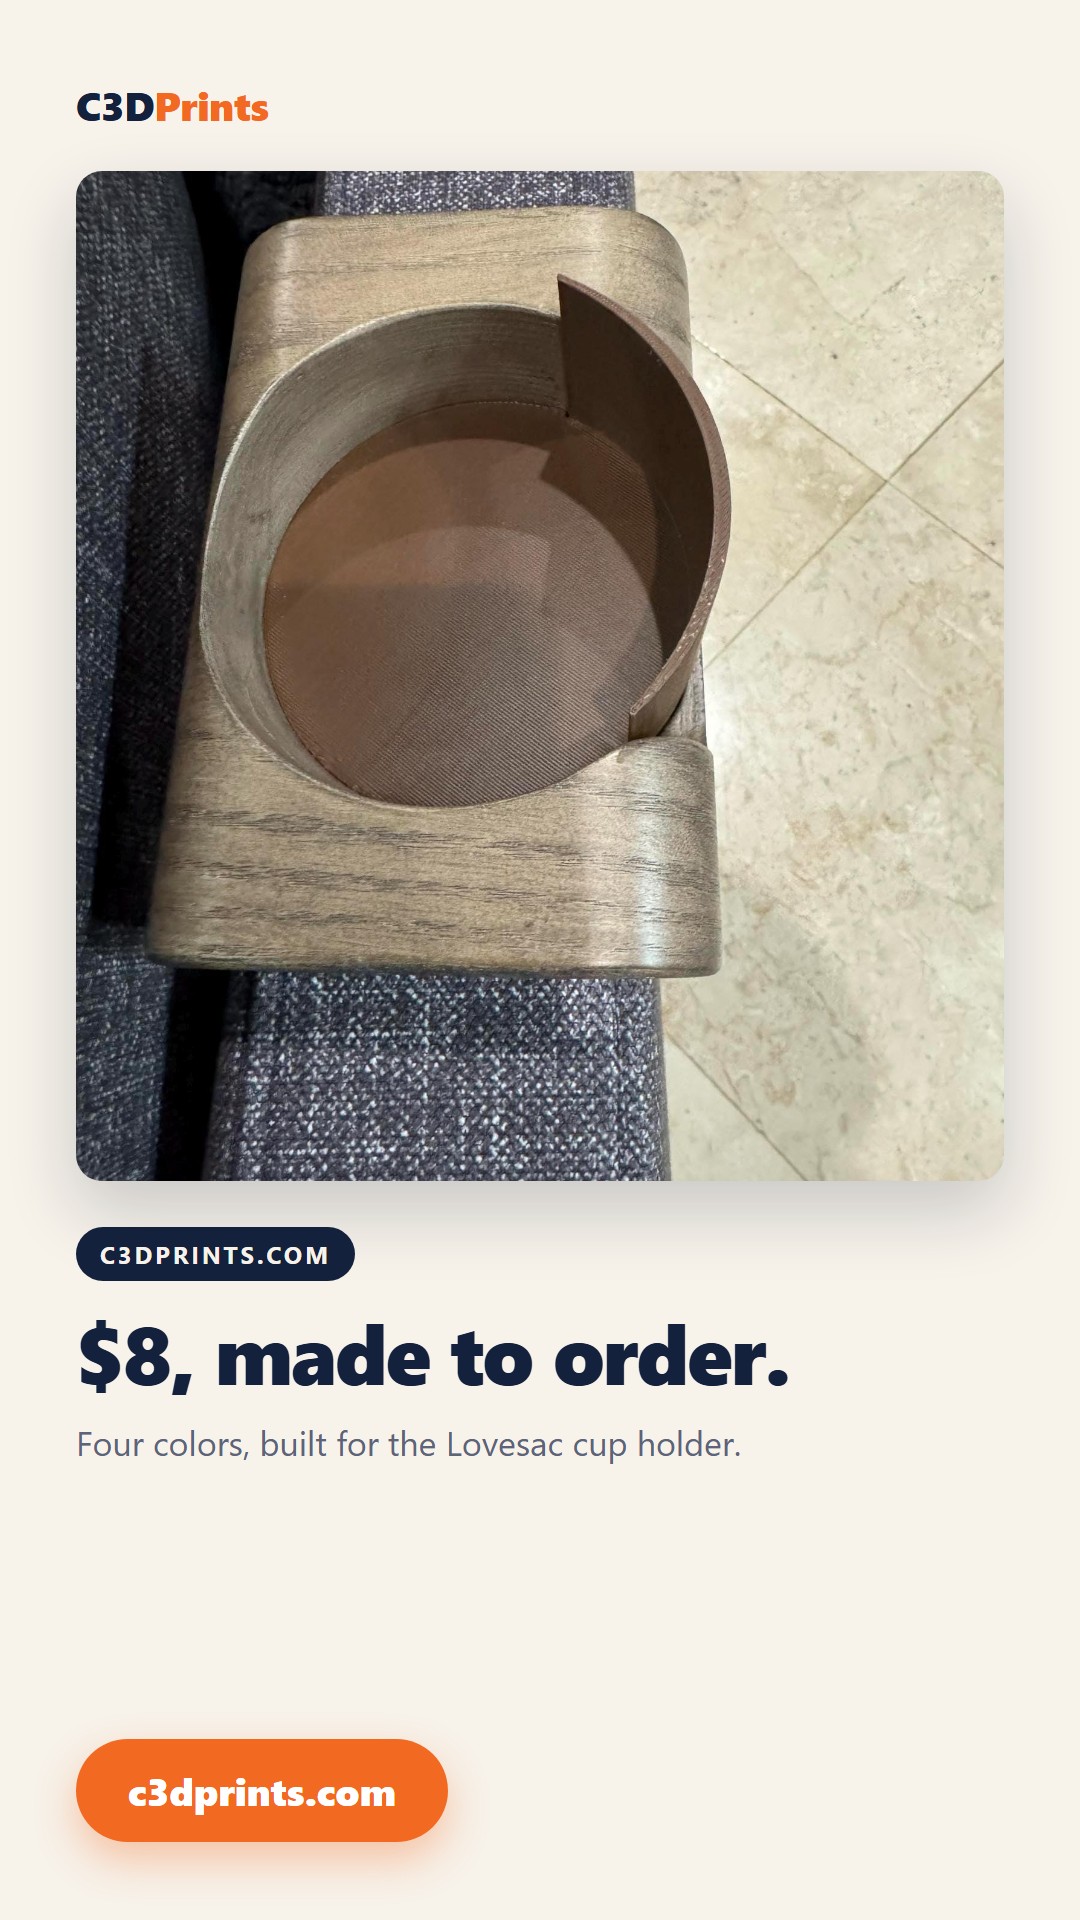 C3DPrints
C3DPRINTS.COM
$8, made to order.
Four colors, built for the Lovesac cup holder.
c3dprints.com